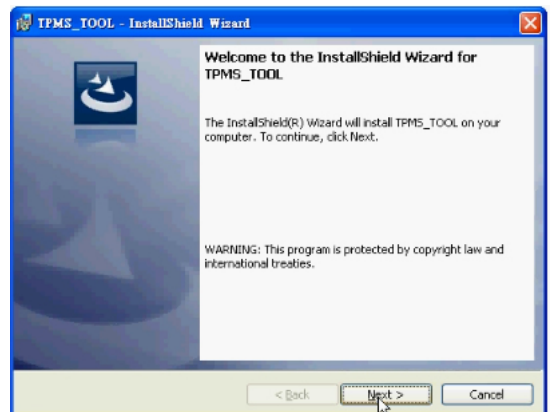 TPMS_TOOL - InstallShield Wizard
Welcome to the InstallShield Wizard for
TPMS_TOOL
The InstallShield(R) Wizard will install TPMS_TOOL on your
computer. To continue, click Next.
WARNING: This program is protected by copyright law and
international treaties.
< Back
Next >
Cancel